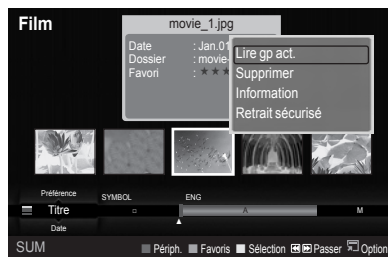 Film
movie_1.jpg
Date : Jan.01
Dossier : movie-
Favori : ★★★
Lire gp act.
Supprimer
Information
Retrait sécurisé
Préférence
SYMBOL ENG
Titre A M
Date
SUM Périph. Favoris Sélection Passer Option